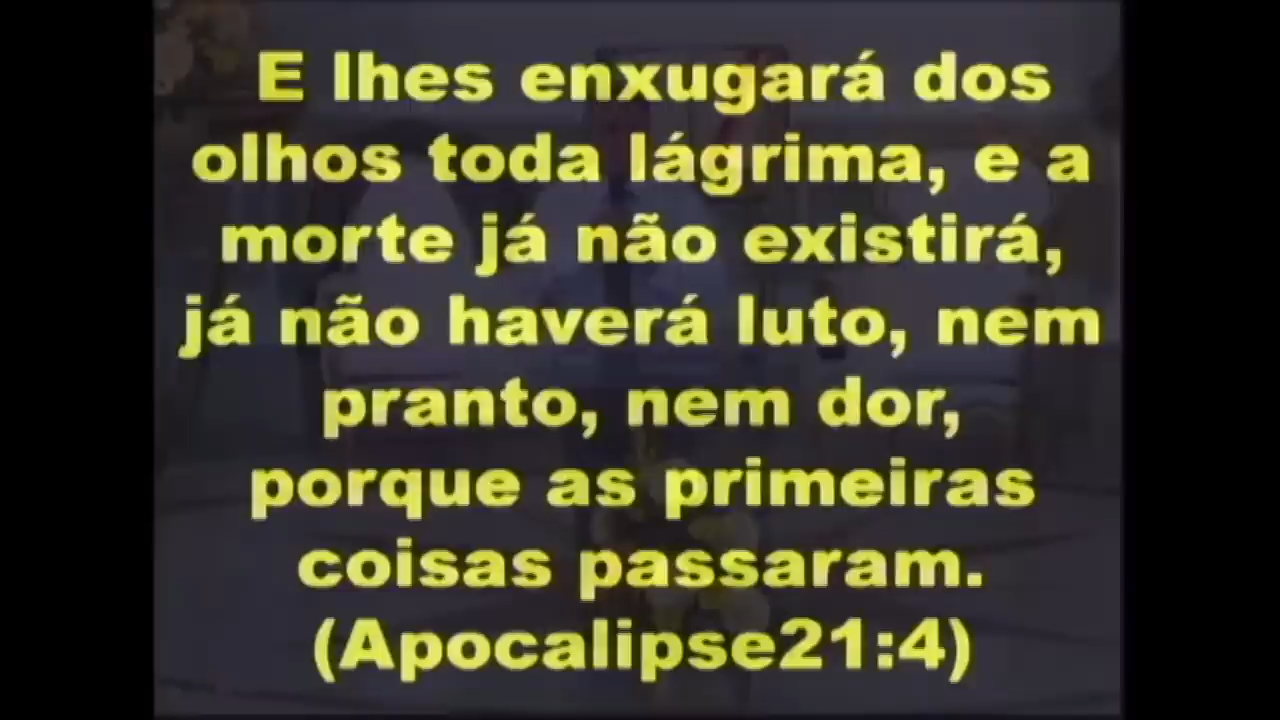 E lhes enxugará dos
olhos toda lágrima, e a
morte já não existirá,
já não haverá luto, nem
pranto, nem dor,
porque as primeiras
coisas passaram.
(Apocalipse21:4)